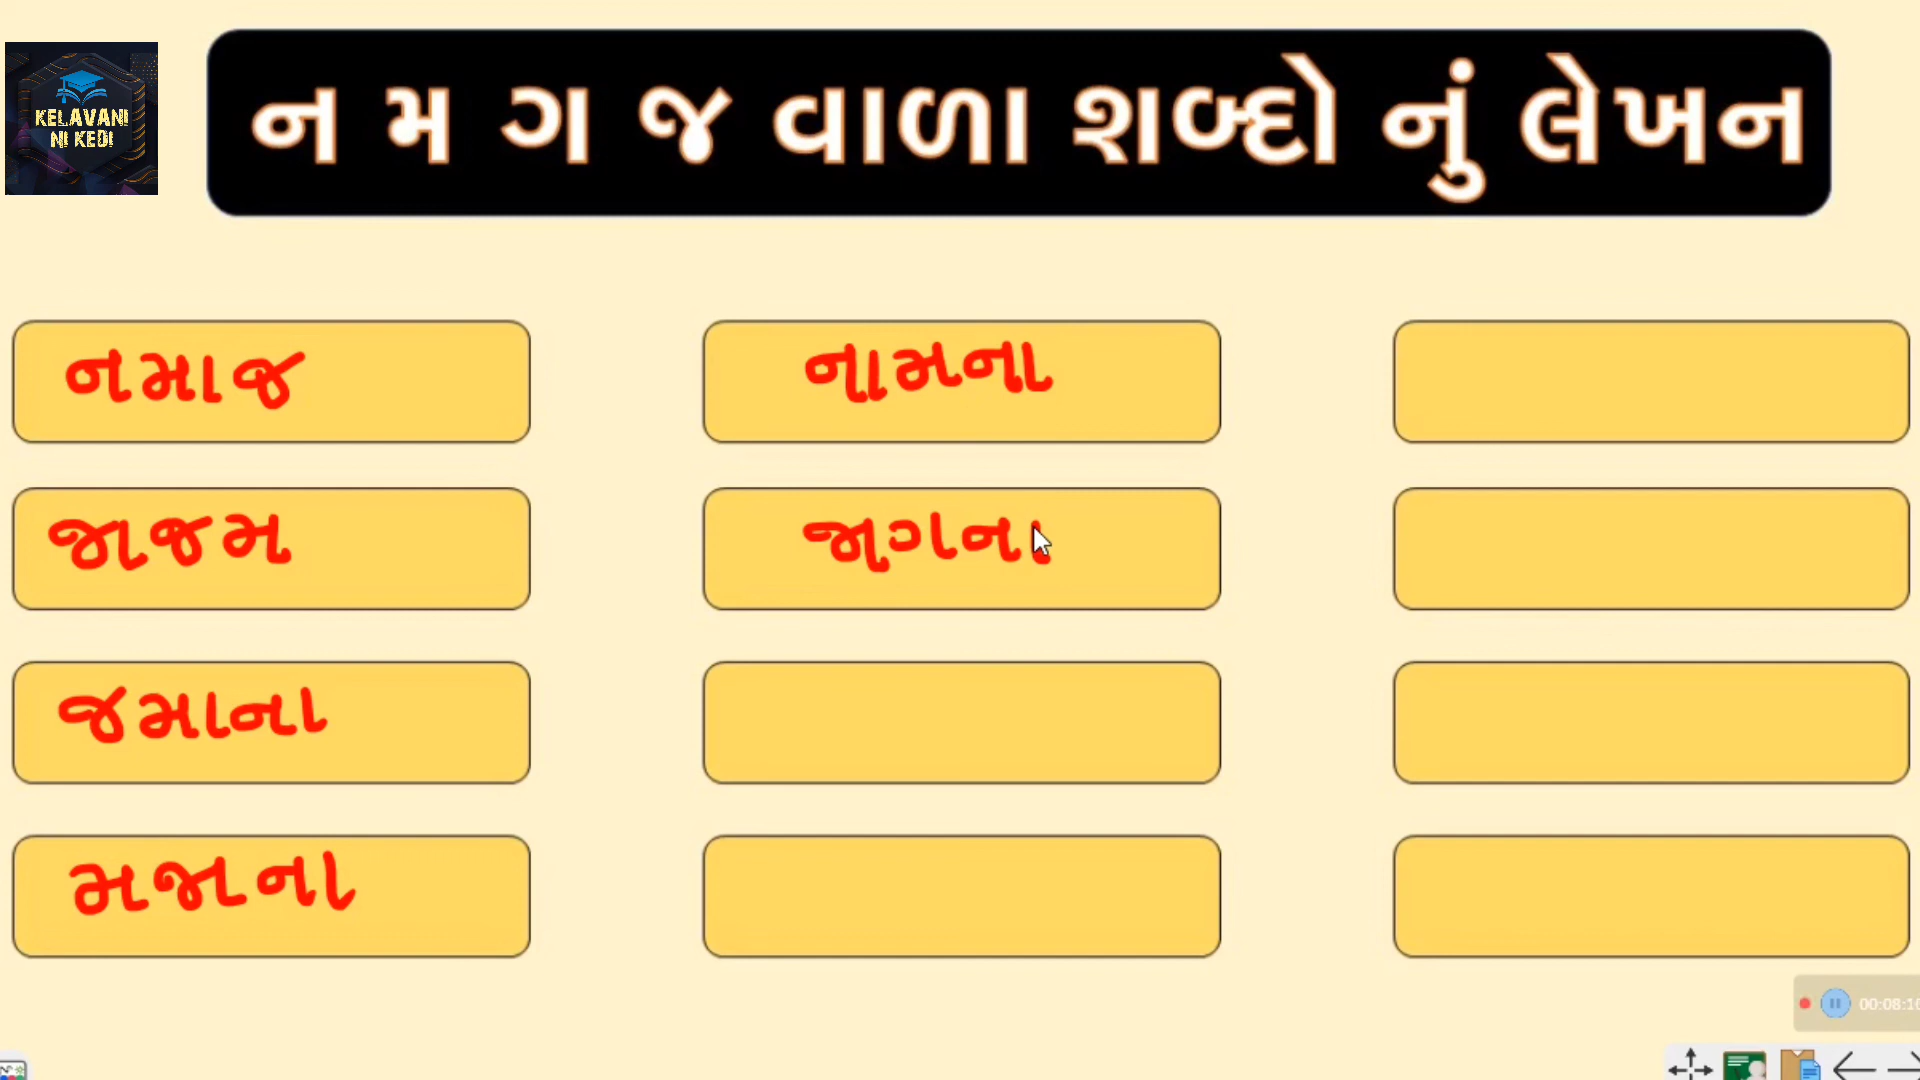 KELAVANI
NI KEDI
ન મ ગ જ વાળા શબ્દો નું લેખન
નમાજ
નામના
જાજમ
જાગના
જમાના
મજાના